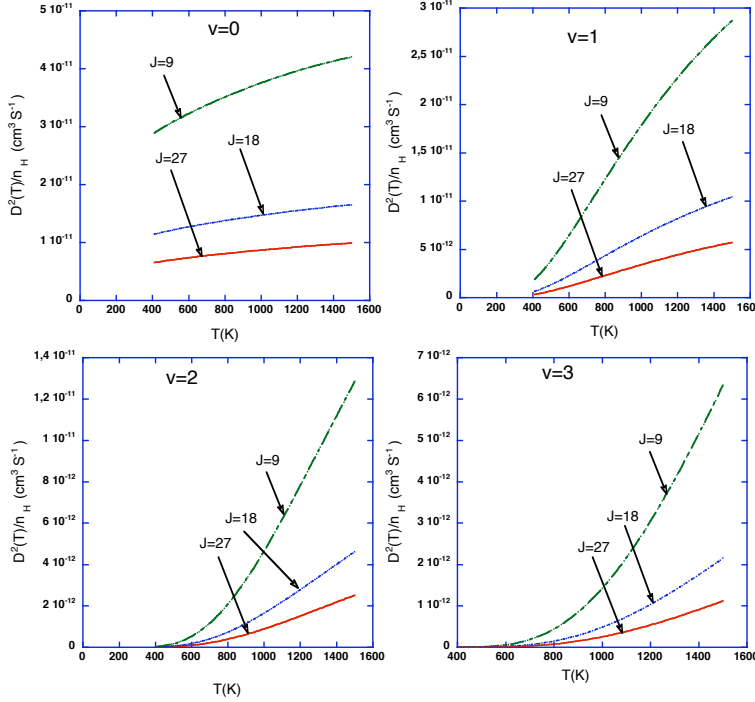 v=0
D²(T)/n_H (cm³ S⁻¹)
5 10⁻¹¹
4 10⁻¹¹
3 10⁻¹¹
2 10⁻¹¹
1 10⁻¹¹
0
J=9
J=18
J=27
0 200 400 600 800 1000 1200 1400 1600
T(K)
v=1
D²(T)/n_H (cm³ S⁻¹)
3 10⁻¹¹
2,5 10⁻¹¹
2 10⁻¹¹
1,5 10⁻¹¹
1 10⁻¹¹
5 10⁻¹²
0
J=9
J=18
J=27
0 200 400 600 800 1000 1200 1400 1600
T(K)
v=2
D²(T)/n_H (cm³ S⁻¹)
1,4 10⁻¹¹
1,2 10⁻¹¹
1 10⁻¹¹
8 10⁻¹²
6 10⁻¹²
4 10⁻¹²
2 10⁻¹²
0
J=9
J=18
J=27
0 200 400 600 800 1000 1200 1400 1600
T(K)
v=3
D²(T)/n_H (cm³ S⁻¹)
7 10⁻¹²
6 10⁻¹²
5 10⁻¹²
4 10⁻¹²
3 10⁻¹²
2 10⁻¹²
1 10⁻¹²
0
J=9
J=18
J=27
400 600 800 1000 1200 1400 1600
T(K)